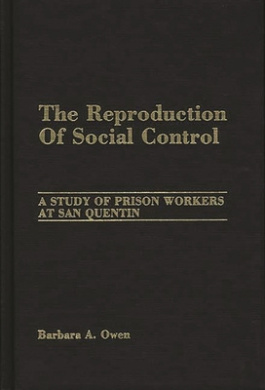 The Reproduction
Of Social Control
A STUDY OF PRISON WORKERS
AT SAN QUENTIN
Barbara A. Owen